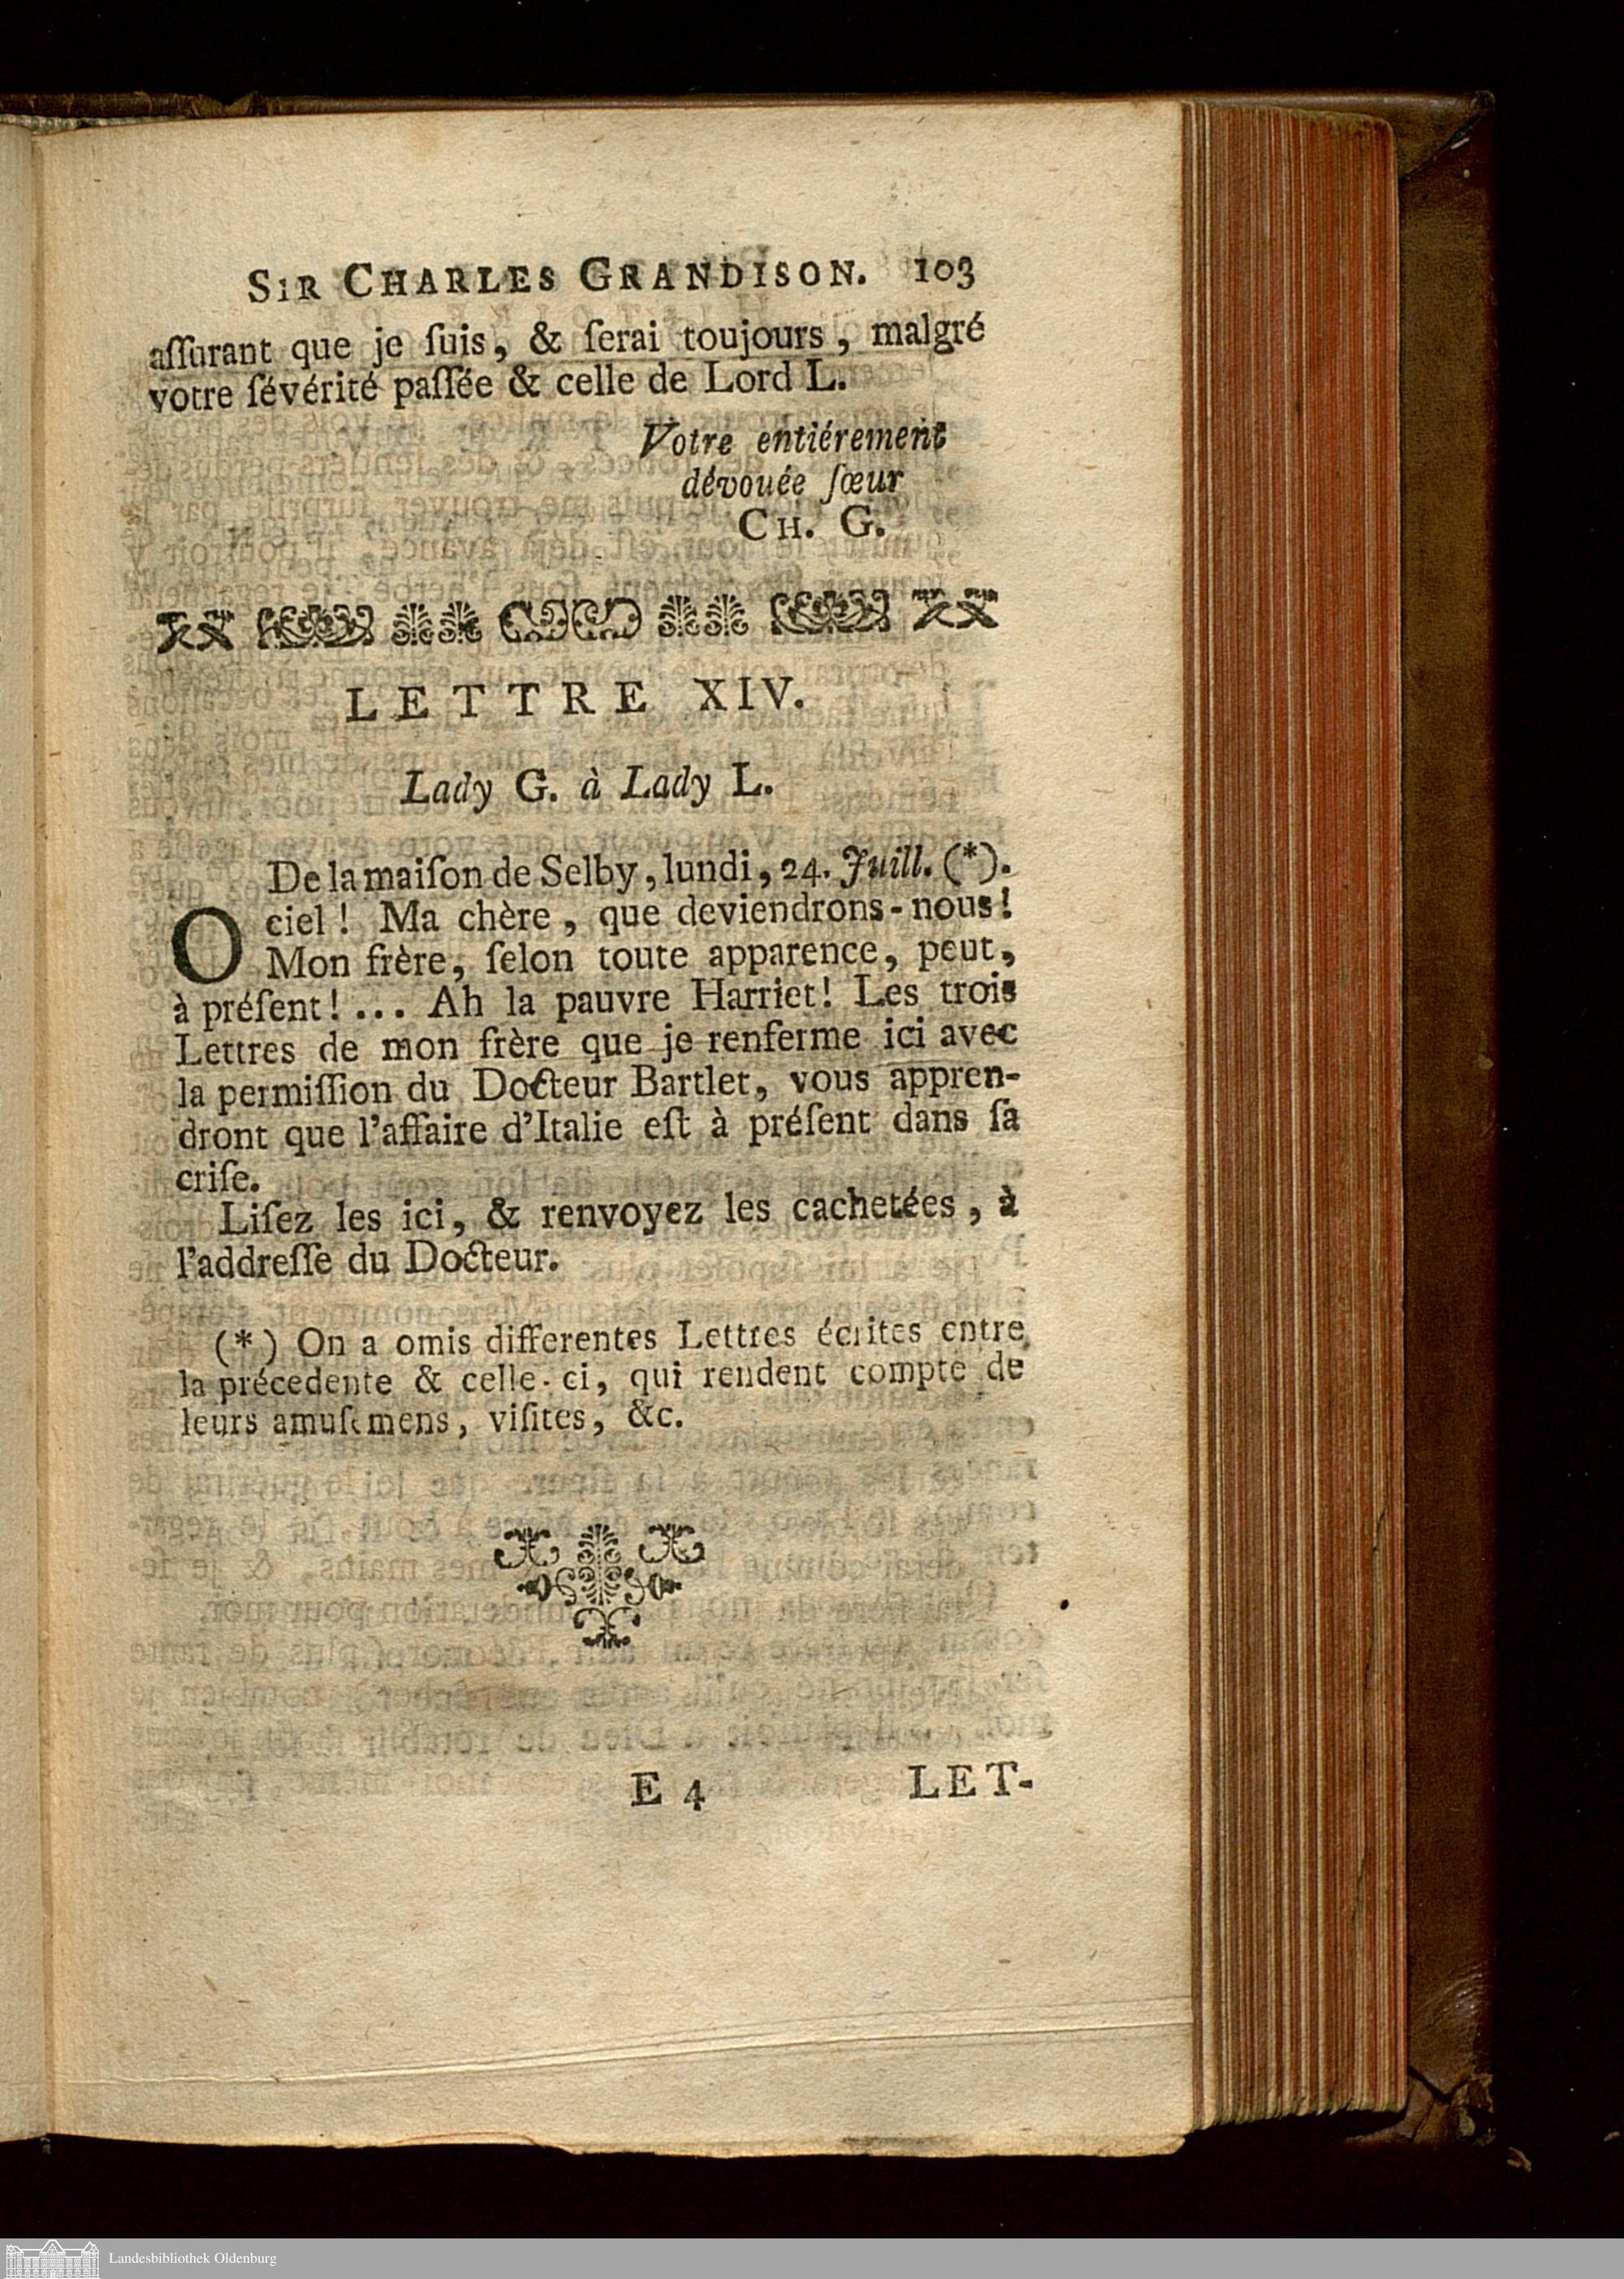 SIR CHARLES GRANDISON. 103
aſſurant que je ſuis, & ſerai toujours, malgré
votre ſévérité paſſée & celle de Lord L.
Votre entiérement
dévouée ſœur
CH. G.
LETTRE XIV.
Lady G. à Lady L.
De la maiſon de Selby, lundi, 24. Juill. (*).
O ciel! Ma chère, que deviendrons-nous!
Mon frère, ſelon toute apparence, peut,
à préſent!... Ah la pauvre Harriet! Les trois
Lettres de mon frère que je renferme ici avec
la permiſſion du Docteur Bartlet, vous appren-
dront que l'affaire d'Italie eſt à préſent dans ſa
criſe.
Liſez les ici, & renvoyez les cachetées, à
l'addreſſe du Docteur.
(*) On a omis differentes Lettres écrites entre
la précedente & celle-ci, qui rendent compte de
leurs amuſemens, viſites, &c.
E 4 LET-
Landesbibliothek Oldenburg